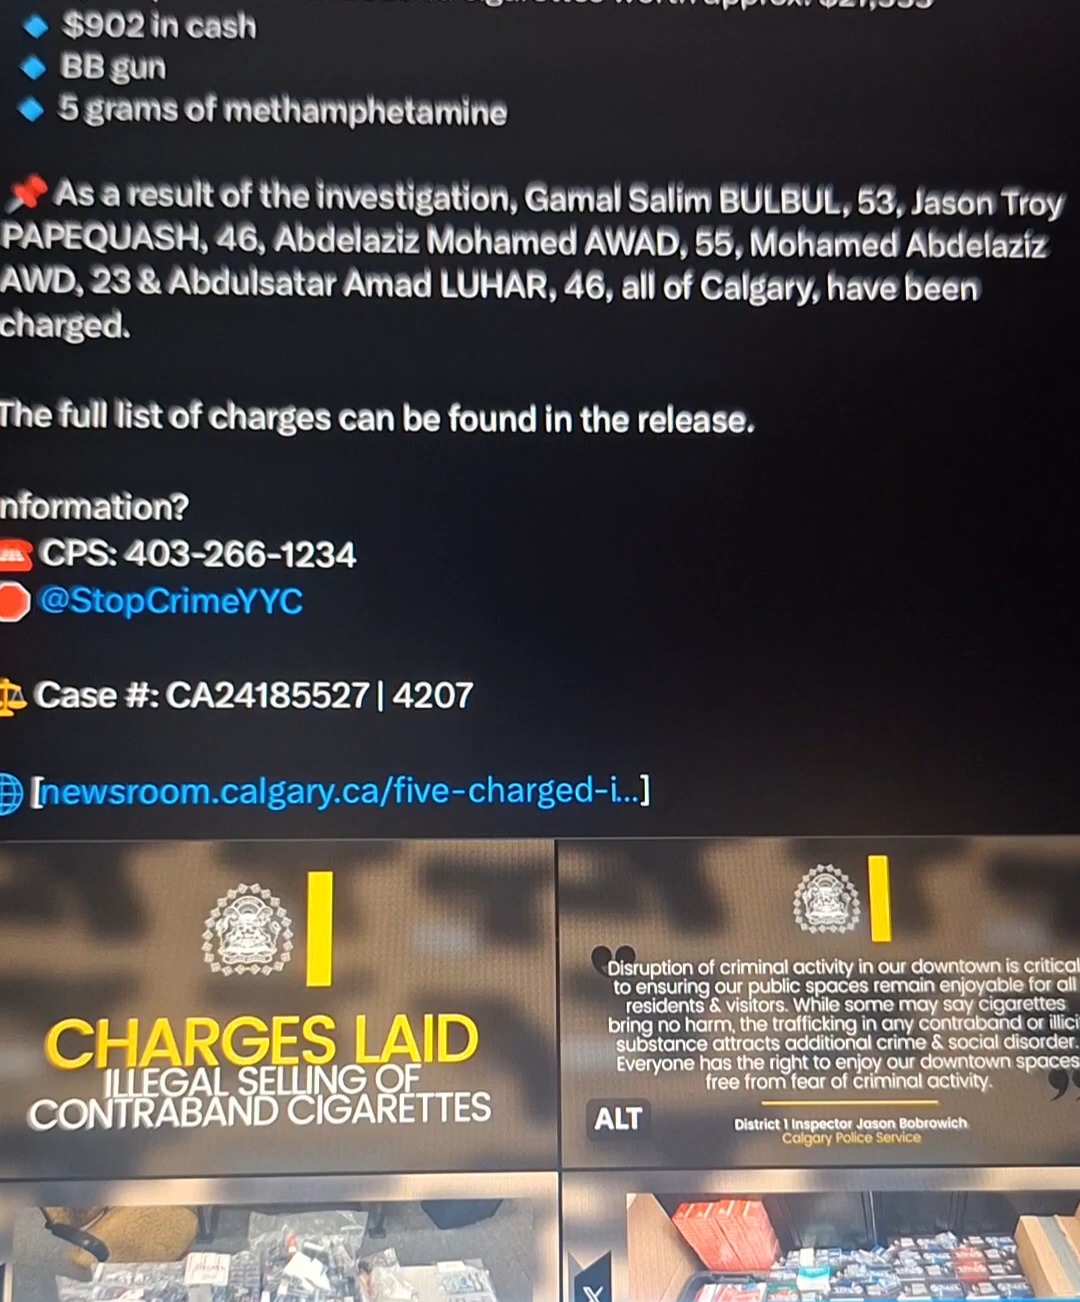 $902 in cash
BB gun
5 grams of methamphetamine
As a result of the investigation, Gamal Salim BULBUL, 53, Jason Troy
PAPEQUASH, 46, Abdelaziz Mohamed AWAD, 55, Mohamed Abdelaziz
AWD, 23 & Abdulsatar Amad LUHAR, 46, all of Calgary, have been
charged.
The full list of charges can be found in the release.
nformation?
CPS: 403-266-1234
@StopCrimeYYC
Case #: CA24185527 | 4207
[newsroom.calgary.ca/five-charged-i...]
CHARGES LAID
ILLEGAL SELLING OF
CONTRABAND CIGARETTES
Disruption of criminal activity in our downtown is critical
to ensuring our public spaces remain enjoyable for all
residents & visitors. While some may say cigarettes
bring no harm, the trafficking in any contraband or illici
substance attracts additional crime & social disorder.
Everyone has the right to enjoy our downtown spaces
free from fear of criminal activity.
ALT
District 1 Inspector Jason Bobrowich
Calgary Police Service